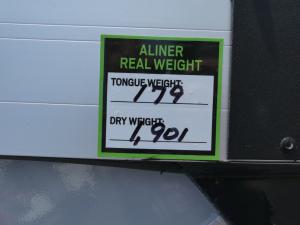 ALINER
REAL WEIGHT
TONGUE WEIGHT:
179
DRY WEIGHT:
1,901